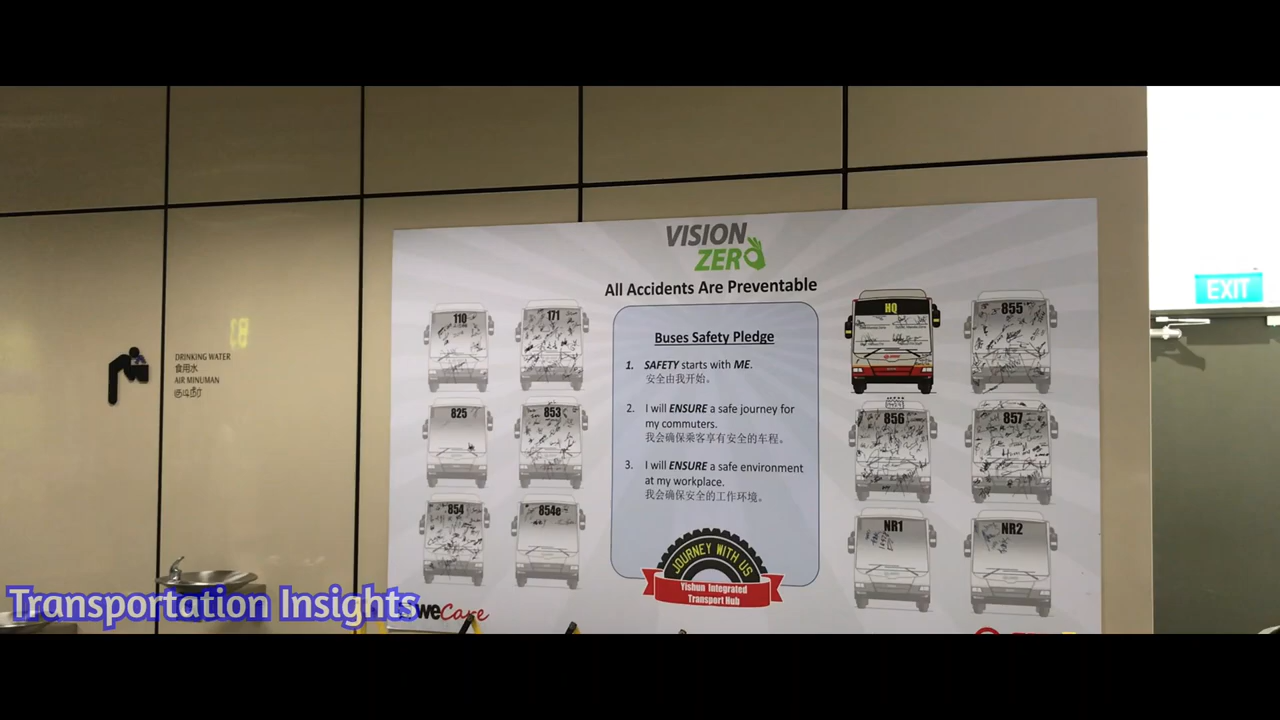 VISION
ZERO
All Accidents Are Preventable
Buses Safety Pledge
1. SAFETY starts with ME.
安全由我开始。
2. I will ENSURE a safe journey for
my commuters.
我会确保乘客享有安全的车程。
3. I will ENSURE a safe environment
at my workplace.
我会确保安全的工作环境。
JOURNEY WITH US
Yishun Integrated
Transport Hub
110
171
825
853
854
854e
HQ
855
856
857
NR1
NR2
DRINKING WATER
食用水
AIR MINUMAN
குடிநீர்
EXIT
weCare
Transportation Insights